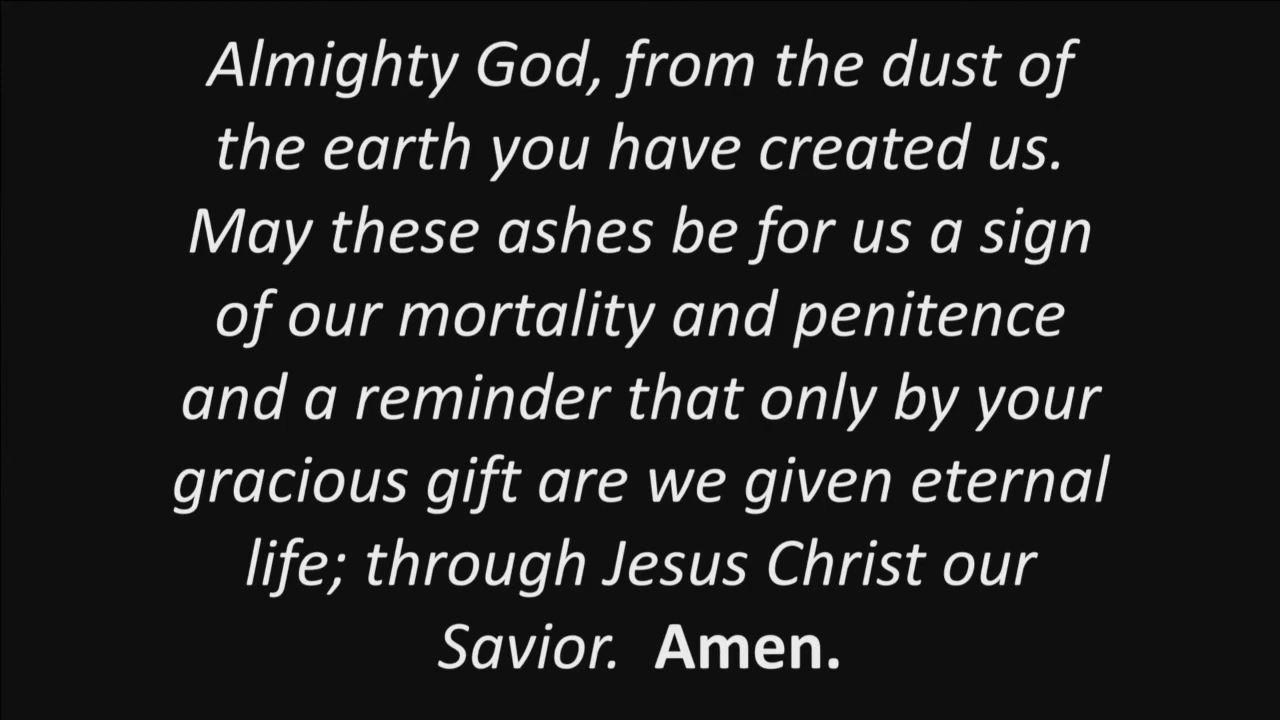 Almighty God, from the dust of
the earth you have created us.
May these ashes be for us a sign
of our mortality and penitence
and a reminder that only by your
gracious gift are we given eternal
life; through Jesus Christ our
Savior.  Amen.